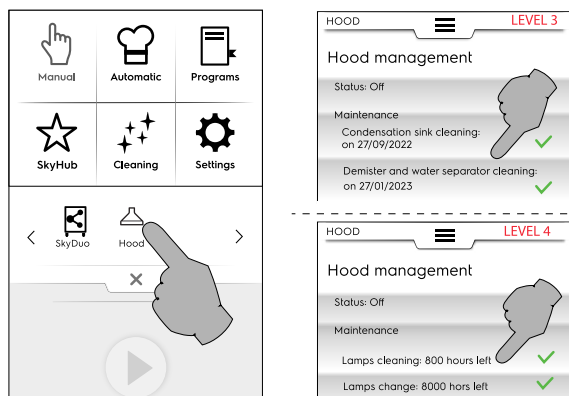 Manual
Automatic
Programs
SkyHub
Cleaning
Settings
SkyDuo
Hood
HOOD
LEVEL 3
Hood management
Status: Off
Maintenance
Condensation sink cleaning:
on 27/09/2022
Demister and water separator cleaning:
on 27/01/2023
HOOD
LEVEL 4
Hood management
Status: Off
Maintenance
Lamps cleaning: 800 hours left
Lamps change: 8000 hors left